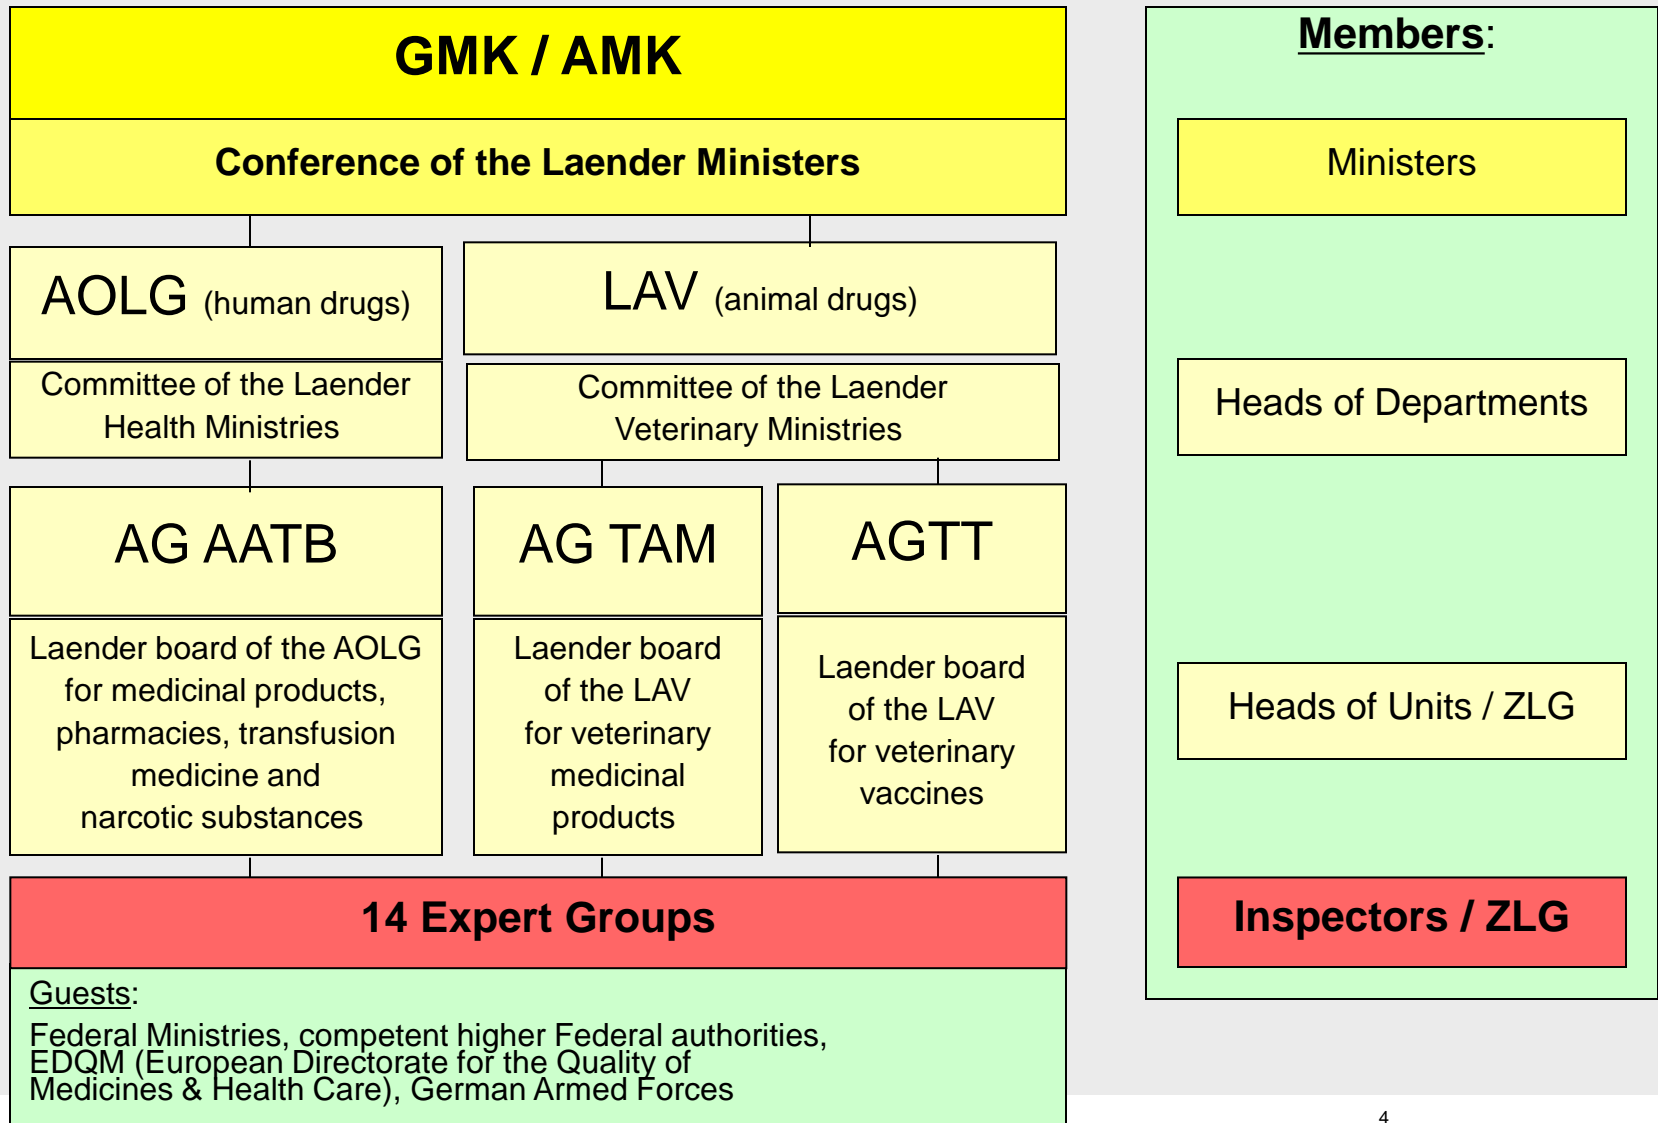 GMK / AMK
Conference of the Laender Ministers
AOLG (human drugs)
Committee of the Laender
Health Ministries
LAV (animal drugs)
Committee of the Laender
Veterinary Ministries
AG AATB
Laender board of the AOLG
for medicinal products,
pharmacies, transfusion
medicine and
narcotic substances
AG TAM
Laender board
of the LAV
for veterinary
medicinal
products
AGTT
Laender board
of the LAV
for veterinary
vaccines
14 Expert Groups
Guests:
Federal Ministries, competent higher Federal authorities,
EDQM (European Directorate for the Quality of
Medicines & Health Care), German Armed Forces
Members:
Ministers
Heads of Departments
Heads of Units / ZLG
Inspectors / ZLG
4